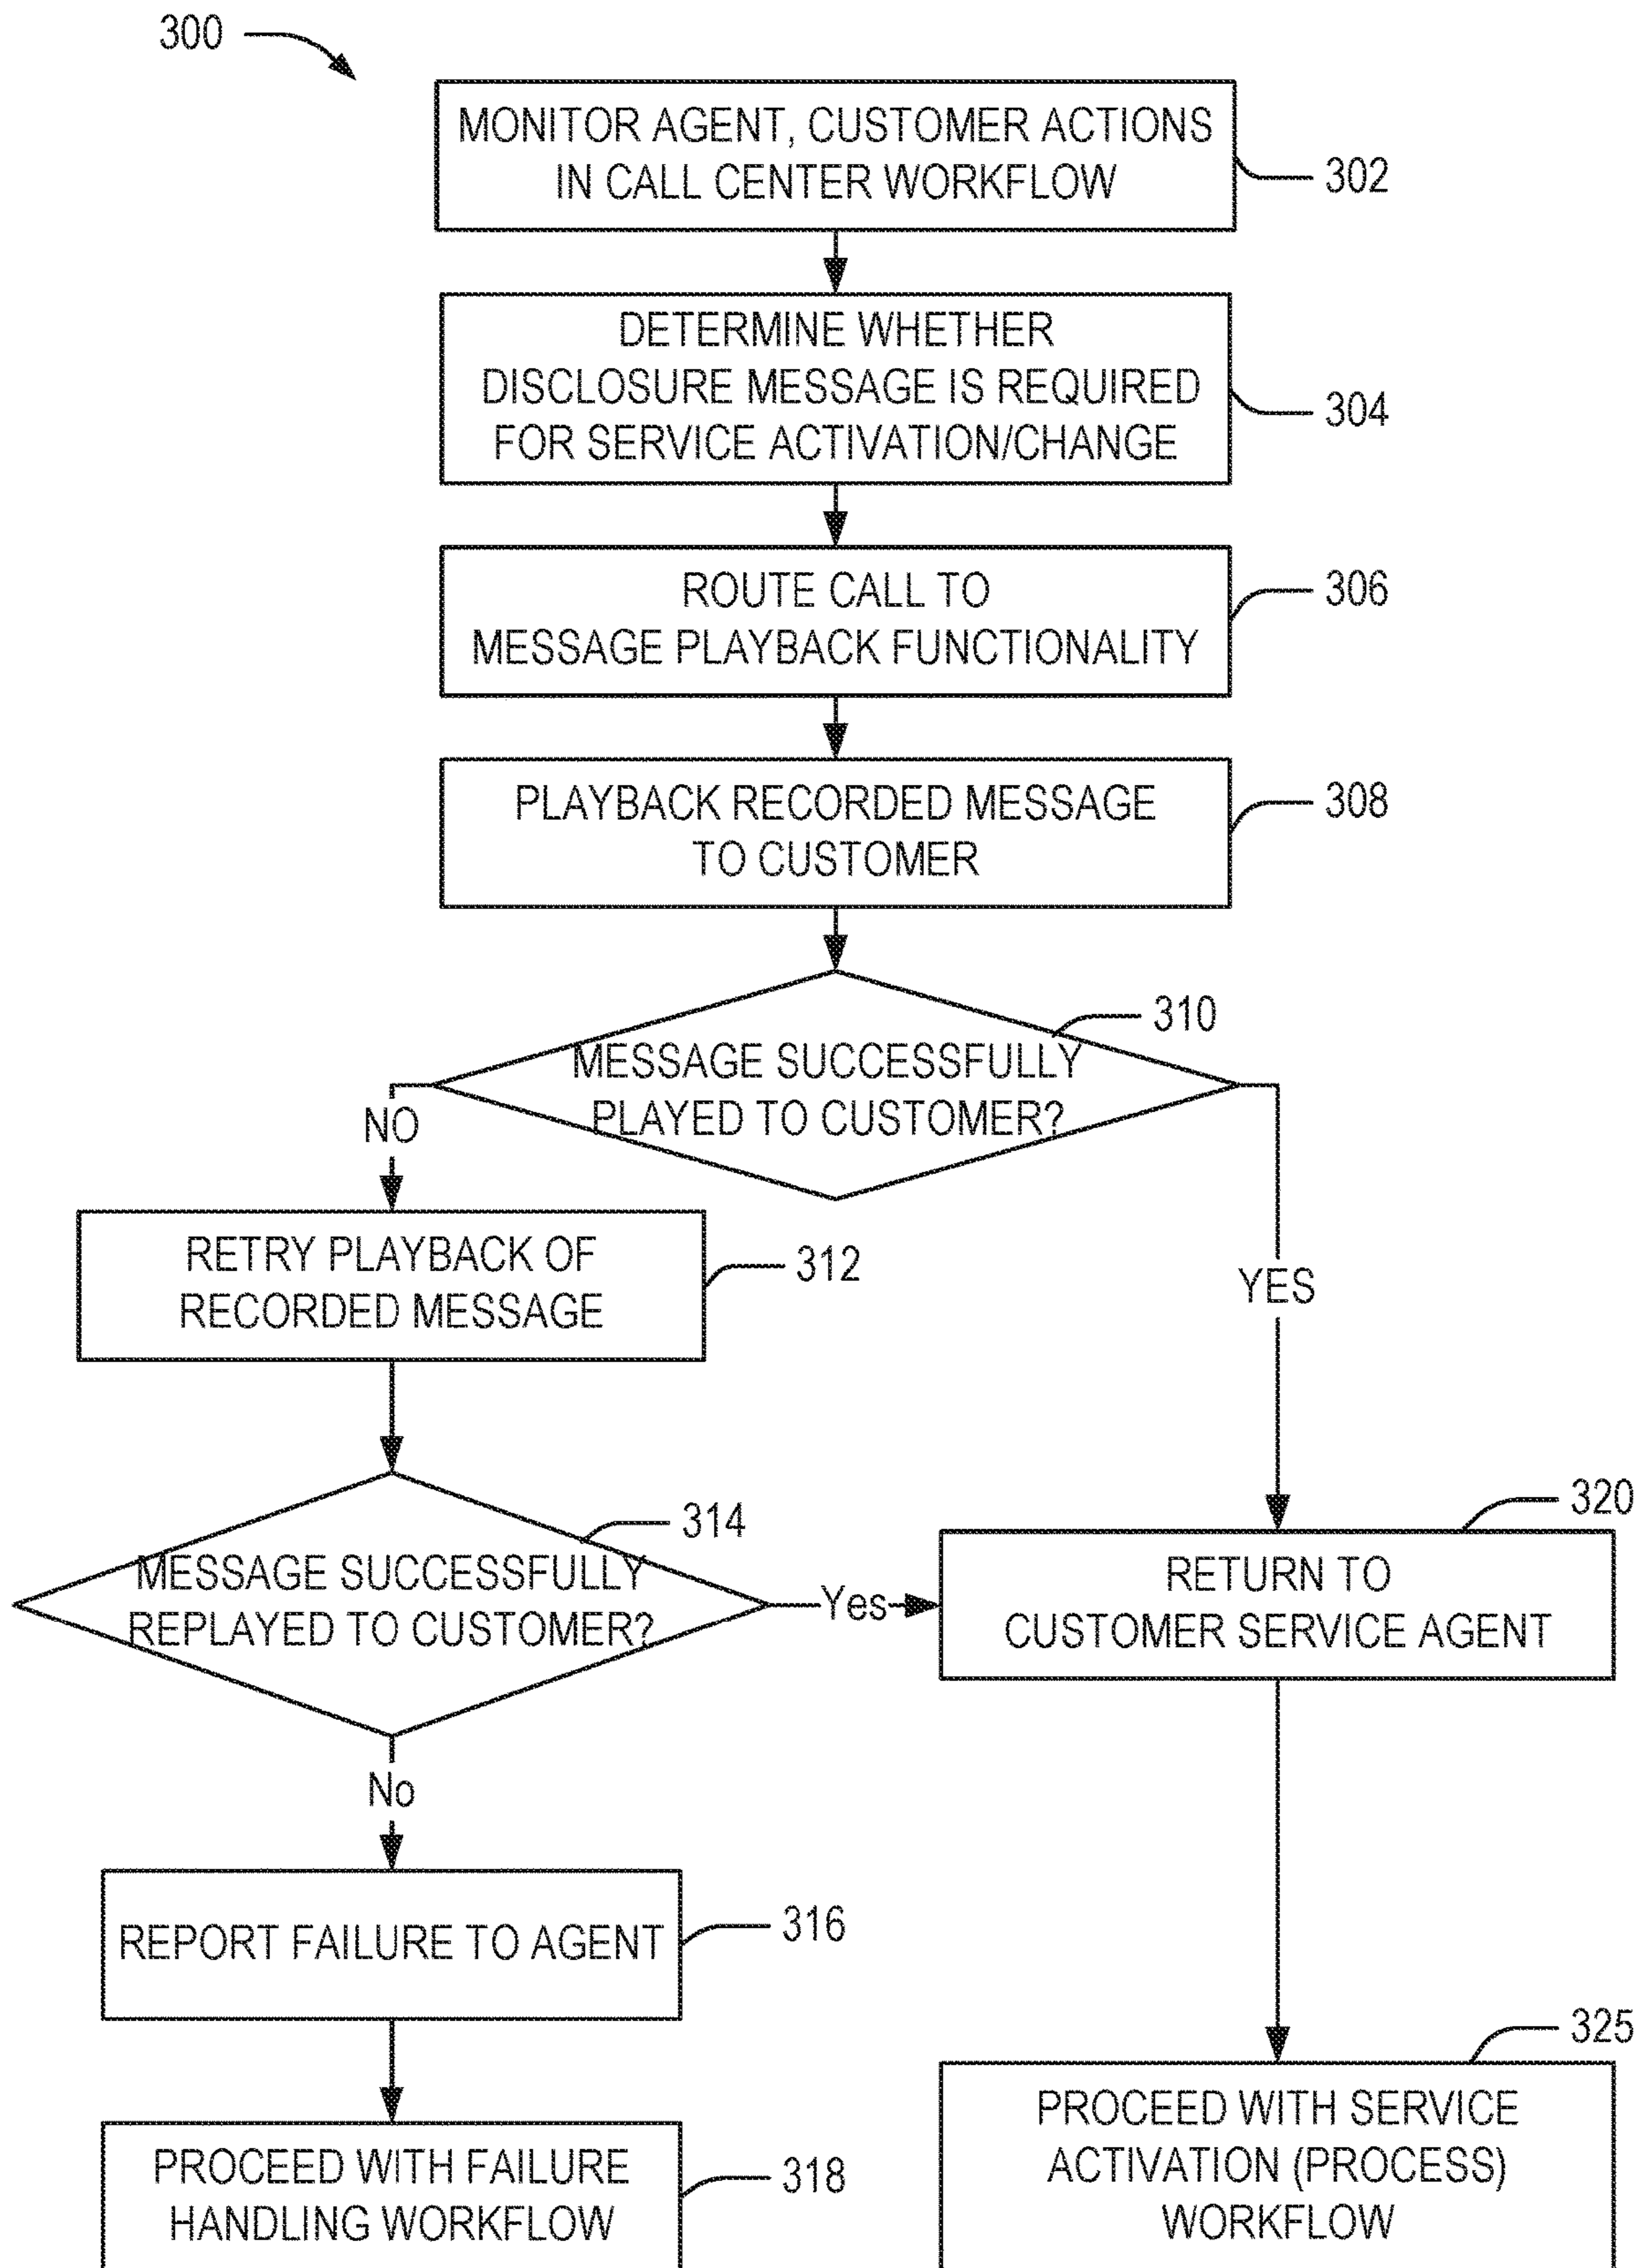 300
MONITOR AGENT, CUSTOMER ACTIONS
IN CALL CENTER WORKFLOW
302
DETERMINE WHETHER
DISCLOSURE MESSAGE IS REQUIRED
FOR SERVICE ACTIVATION/CHANGE
304
ROUTE CALL TO
MESSAGE PLAYBACK FUNCTIONALITY
306
PLAYBACK RECORDED MESSAGE
TO CUSTOMER
308
310
MESSAGE SUCCESSFULLY
PLAYED TO CUSTOMER?
NO
YES
RETRY PLAYBACK OF
RECORDED MESSAGE
312
314
MESSAGE SUCCESSFULLY
REPLAYED TO CUSTOMER?
Yes
320
RETURN TO
CUSTOMER SERVICE AGENT
No
REPORT FAILURE TO AGENT
316
PROCEED WITH FAILURE
HANDLING WORKFLOW
318
325
PROCEED WITH SERVICE
ACTIVATION (PROCESS)
WORKFLOW